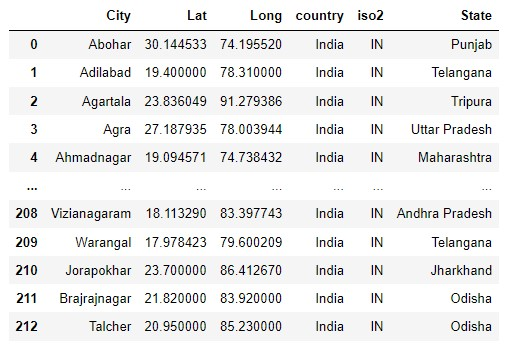 City Lat Long country iso2 State
0 Abohar 30.144533 74.195520 India IN Punjab
1 Adilabad 19.400000 78.310000 India IN Telangana
2 Agartala 23.836049 91.279386 India IN Tripura
3 Agra 27.187935 78.003944 India IN Uttar Pradesh
4 Ahmadnagar 19.094571 74.738432 India IN Maharashtra
... ... ... ... ... ... ...
208 Vizianagaram 18.113290 83.397743 India IN Andhra Pradesh
209 Warangal 17.978423 79.600209 India IN Telangana
210 Jorapokhar 23.700000 86.412670 India IN Jharkhand
211 Brajrajnagar 21.820000 83.920000 India IN Odisha
212 Talcher 20.950000 85.230000 India IN Odisha